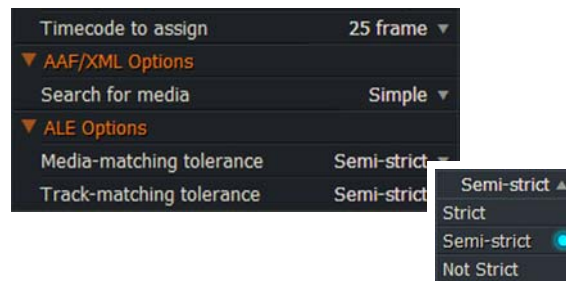 Timecode to assign 25 frame
AAF/XML Options
Search for media Simple
ALE Options
Media-matching tolerance Semi-strict
Track-matching tolerance Semi-strict
Semi-strict
Strict
Semi-strict
Not Strict